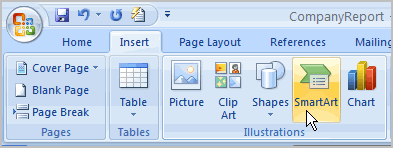 CompanyReport -
Home Insert Page Layout References Mailing
Cover Page
Blank Page
Page Break
Pages
Table
Tables
Picture
Clip Art
Shapes
SmartArt
Chart
Illustrations